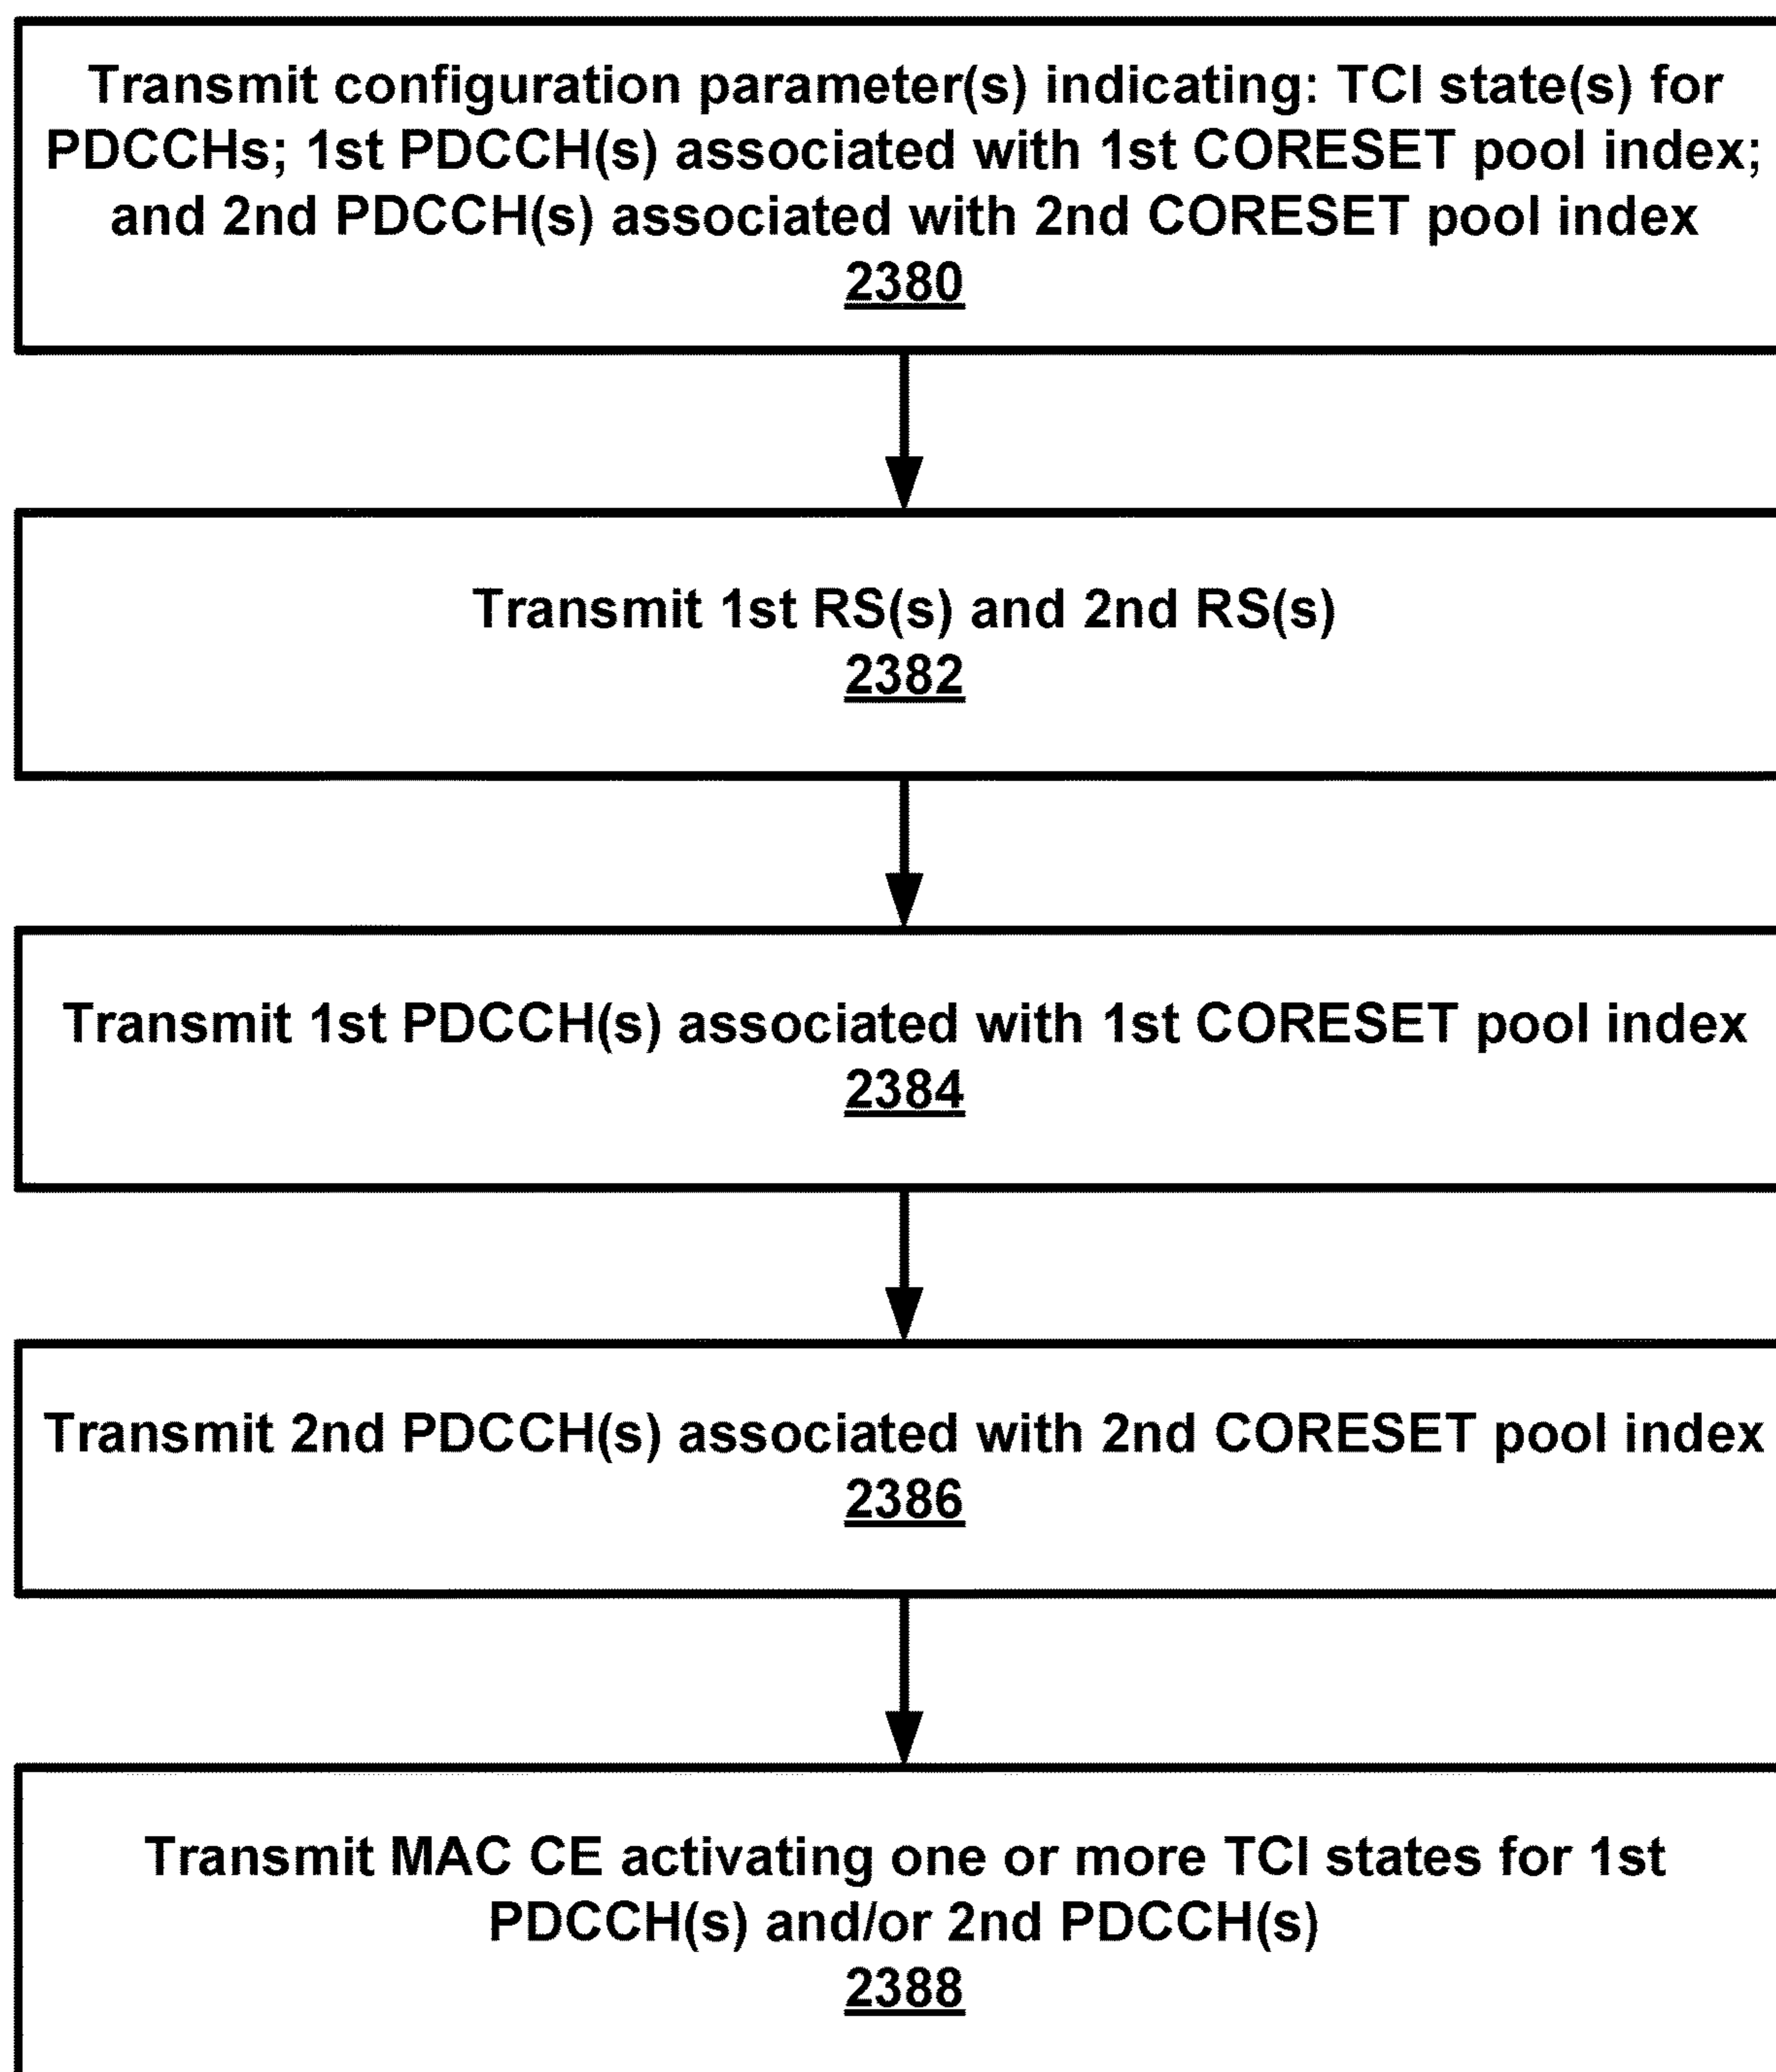 Transmit configuration parameter(s) indicating: TCI state(s) for
PDCCHs; 1st PDCCH(s) associated with 1st CORESET pool index;
and 2nd PDCCH(s) associated with 2nd CORESET pool index
2380
Transmit 1st RS(s) and 2nd RS(s)
2382
Transmit 1st PDCCH(s) associated with 1st CORESET pool index
2384
Transmit 2nd PDCCH(s) associated with 2nd CORESET pool index
2386
Transmit MAC CE activating one or more TCI states for 1st
PDCCH(s) and/or 2nd PDCCH(s)
2388